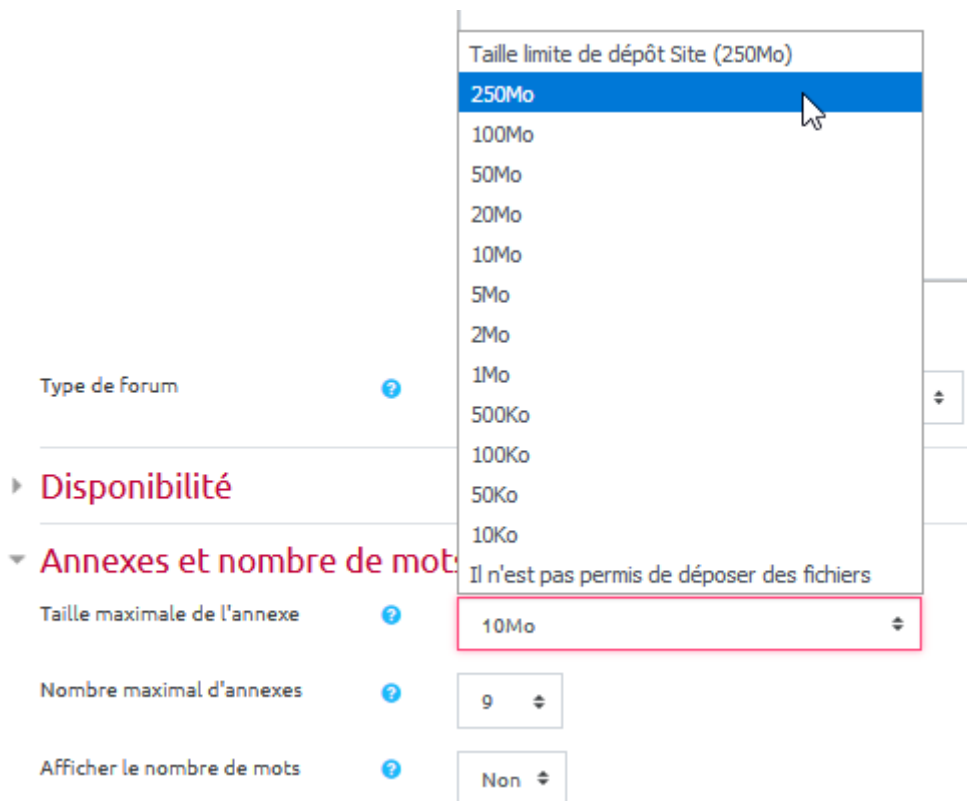 Taille limite de dépôt Site (250Mo)
250Mo
100Mo
50Mo
20Mo
10Mo
5Mo
2Mo
1Mo
500Ko
100Ko
50Ko
10Ko
Il n'est pas permis de déposer des fichiers
Type de forum
Disponibilité
Annexes et nombre de mots
Taille maximale de l'annexe
10Mo
Nombre maximal d'annexes
9
Afficher le nombre de mots
Non